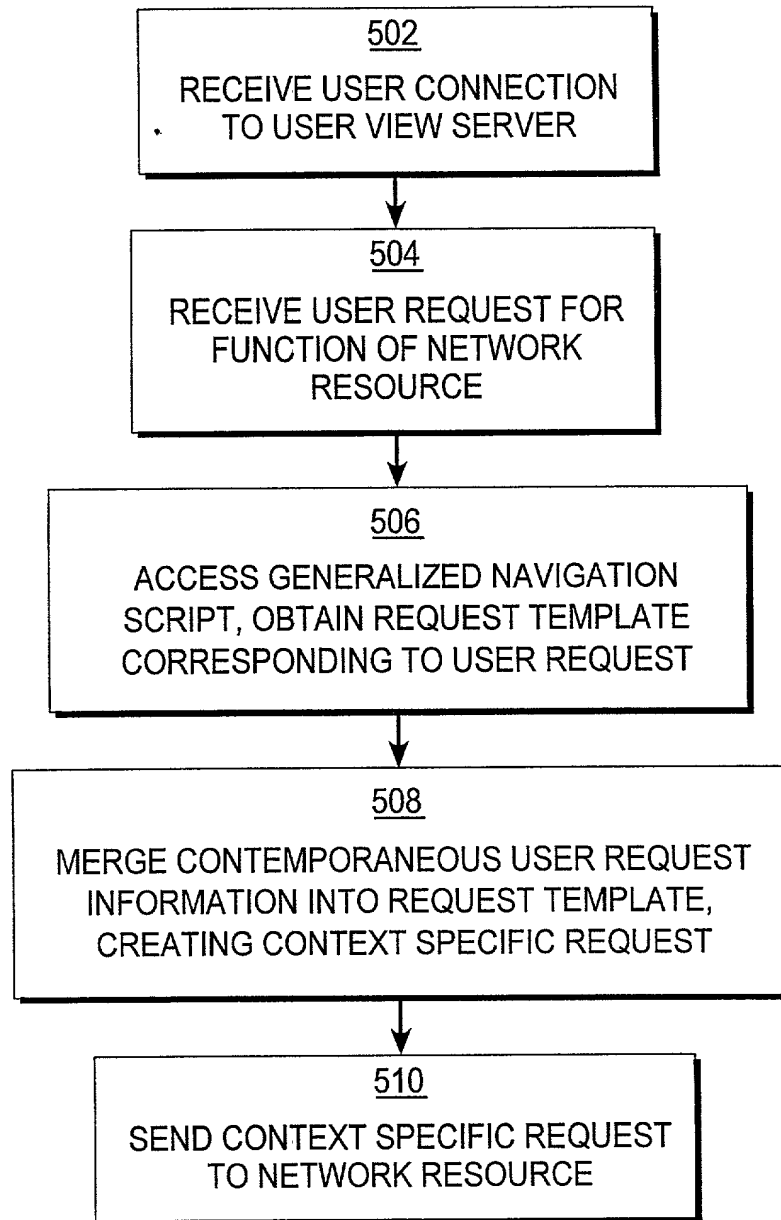 502
RECEIVE USER CONNECTION
TO USER VIEW SERVER
504
RECEIVE USER REQUEST FOR
FUNCTION OF NETWORK
RESOURCE
506
ACCESS GENERALIZED NAVIGATION
SCRIPT, OBTAIN REQUEST TEMPLATE
CORRESPONDING TO USER REQUEST
508
MERGE CONTEMPORANEOUS USER REQUEST
INFORMATION INTO REQUEST TEMPLATE,
CREATING CONTEXT SPECIFIC REQUEST
510
SEND CONTEXT SPECIFIC REQUEST
TO NETWORK RESOURCE